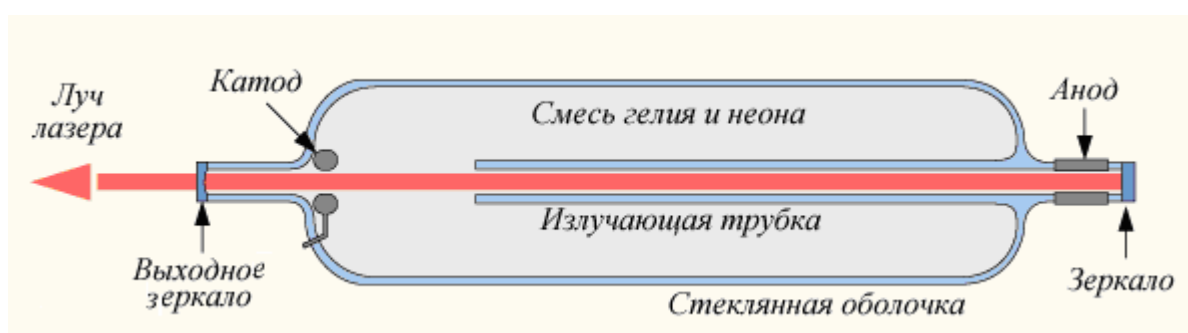 Луч
лазера
Катод
Смесь гелия и неона
Анод
Излучающая трубка
Выходное
зеркало
Стеклянная оболочка
Зеркало